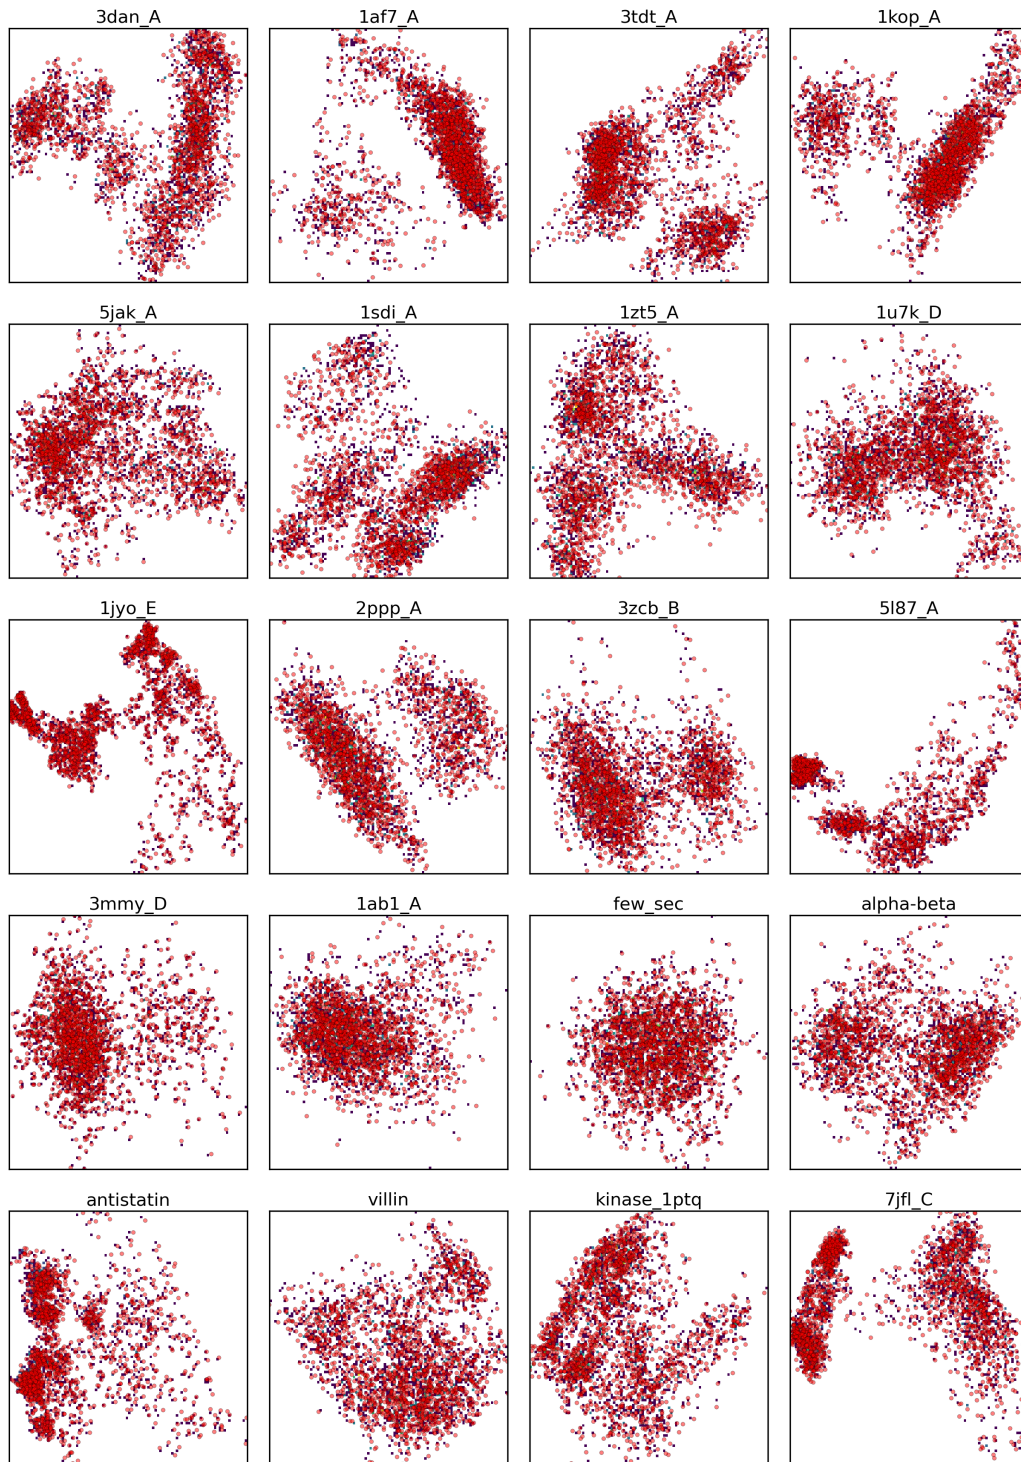 3dan_A 1af7_A 3tdt_A 1kop_A
5jak_A 1sdi_A 1zt5_A 1u7k_D
1jyo_E 2ppp_A 3zcb_B 5l87_A
3mmy_D 1ab1_A few_sec alpha-beta
antistatin villin kinase_1ptq 7jfl_C